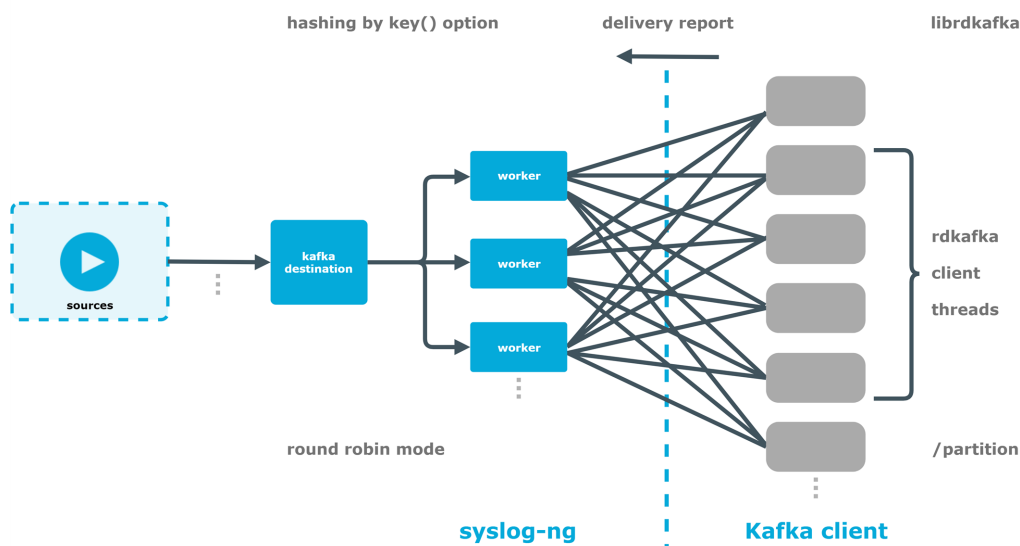 hashing by key() option
delivery report
librdkafka
worker
sources
kafka
destination
worker
worker
rdkafka
client
threads
round robin mode
/partition
syslog-ng
Kafka client